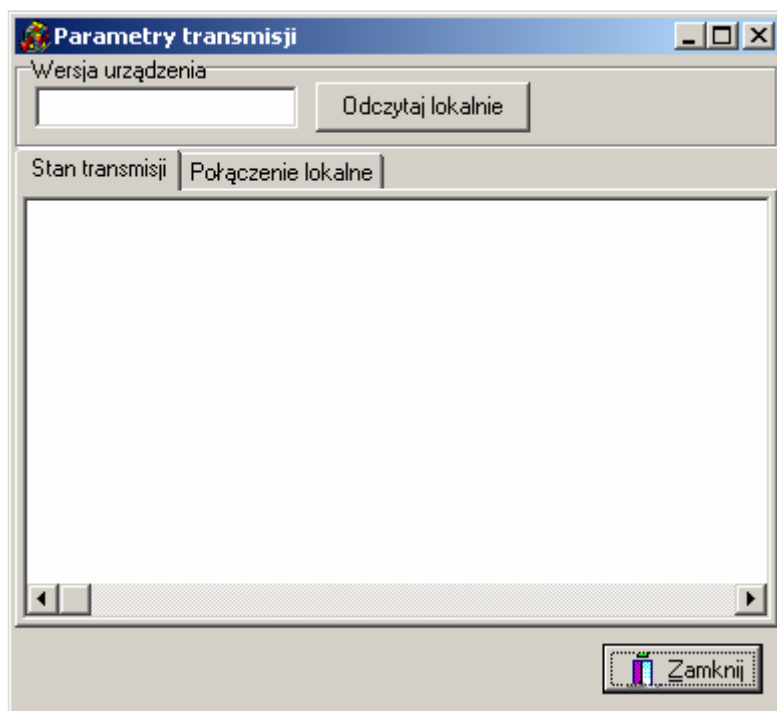 Parametry transmisji
Wersja urządzenia
Odczytaj lokalnie
Stan transmisji Połączenie lokalne
Zamknij